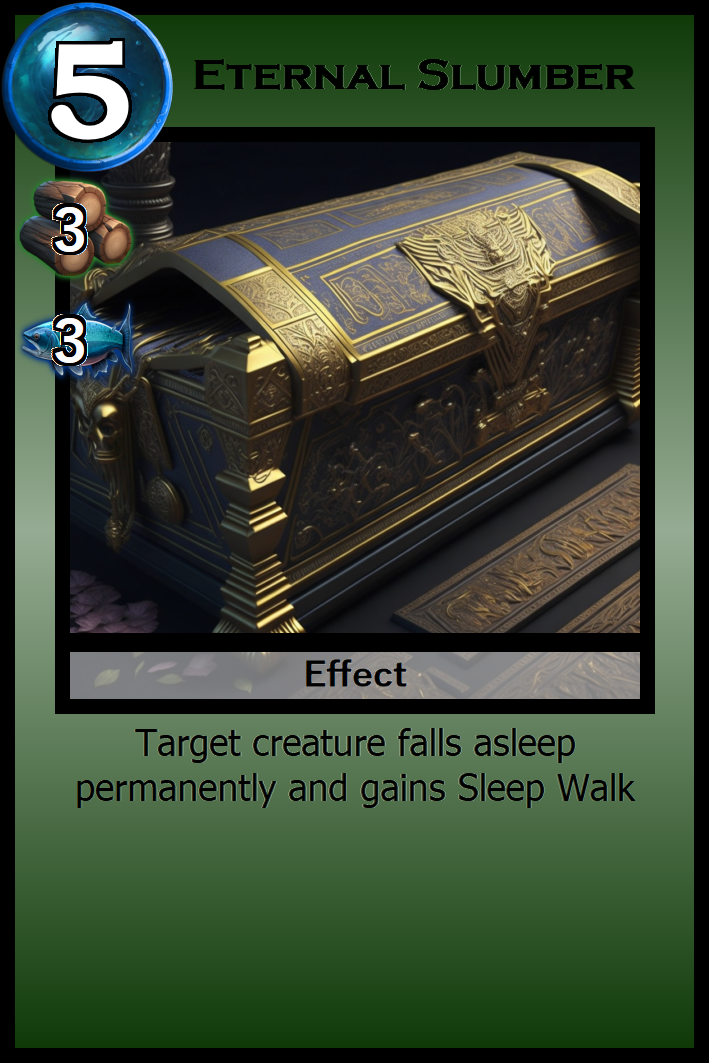 5
Eternal Slumber
3
3
Effect
Target creature falls asleep
permanently and gains Sleep Walk